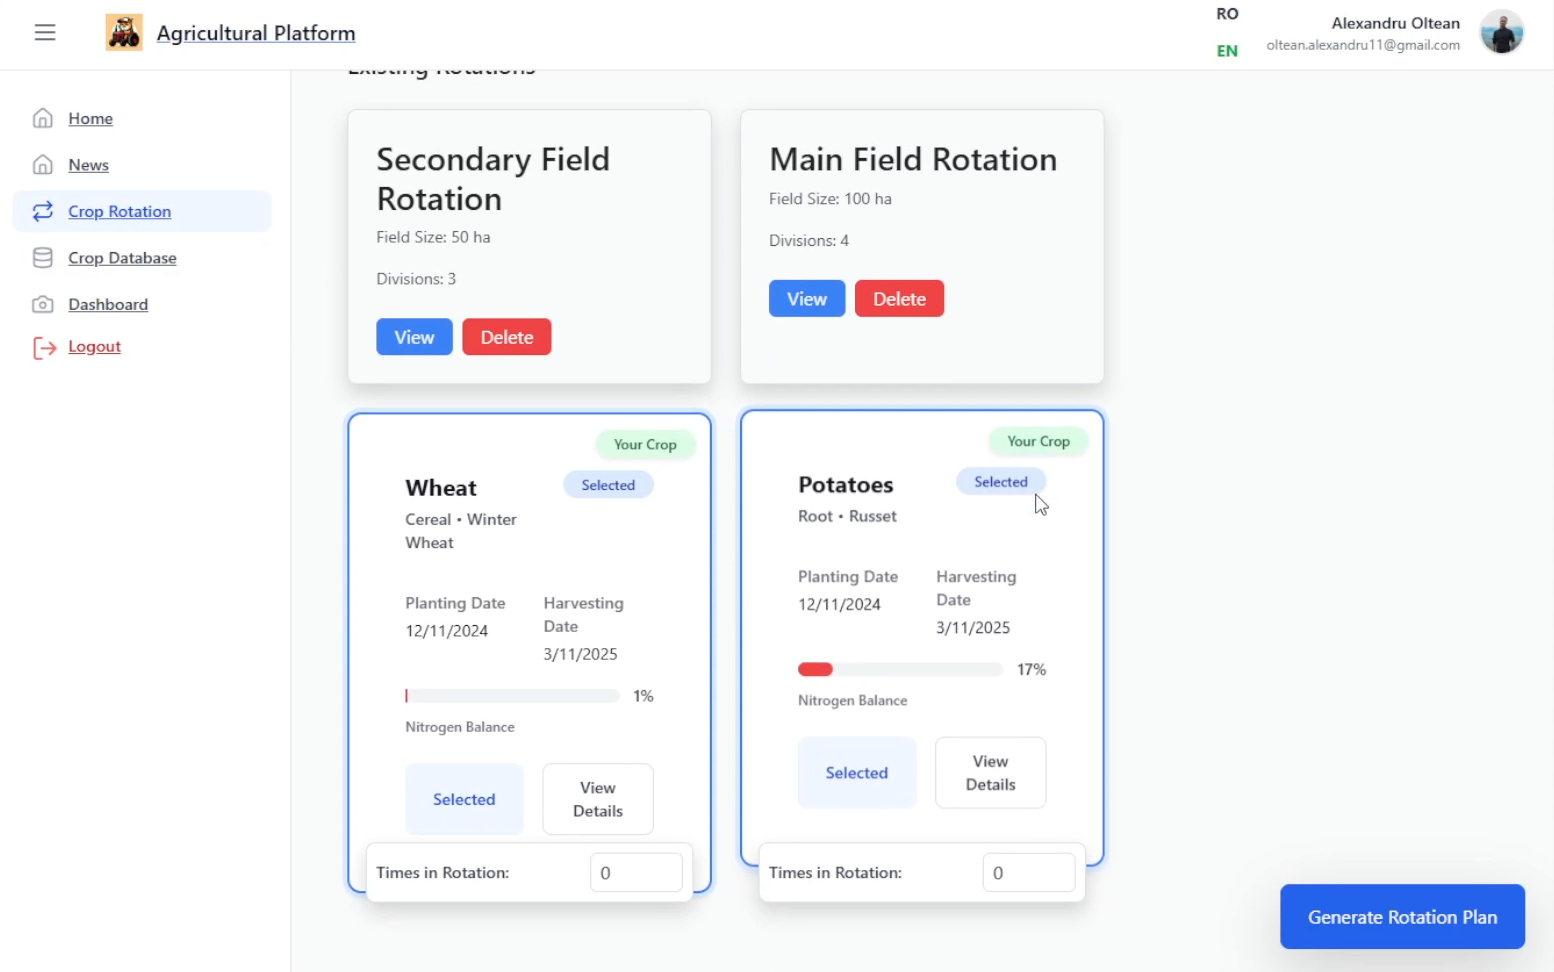 Agricultural Platform
RO
EN
Alexandru Oltean
oltean.alexandru11@gmail.com
Home
News
Crop Rotation
Crop Database
Dashboard
Logout
Existing Rotations
Secondary Field
Rotation
Field Size: 50 ha
Divisions: 3
View
Delete
Main Field Rotation
Field Size: 100 ha
Divisions: 4
View
Delete
Your Crop
Wheat
Selected
Cereal • Winter
Wheat
Planting Date
12/11/2024
Harvesting
Date
3/11/2025
1%
Nitrogen Balance
Selected
View
Details
Times in Rotation:
0
Your Crop
Potatoes
Selected
Root • Russet
Planting Date
12/11/2024
Harvesting
Date
3/11/2025
17%
Nitrogen Balance
Selected
View
Details
Times in Rotation:
0
Generate Rotation Plan